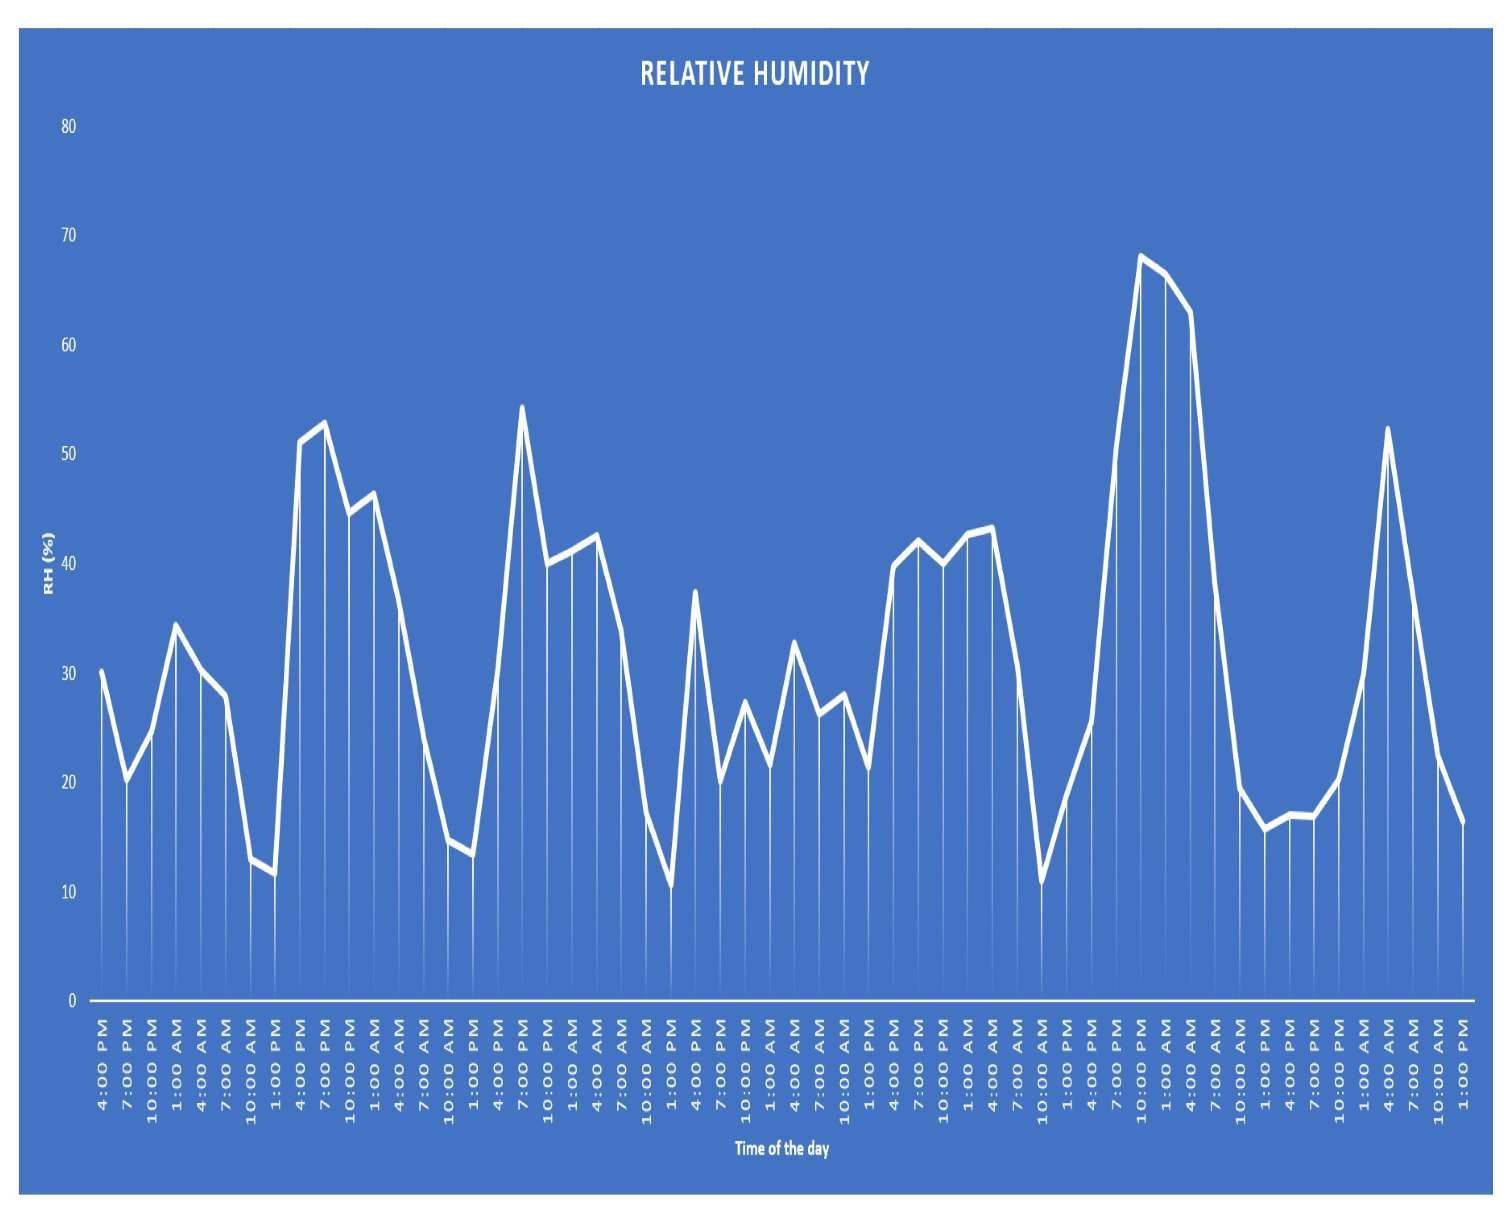 RELATIVE HUMIDITY
80
70
60
50
40
30
20
10
0
RH (%)
4:00 PM
7:00 PM
10:00 PM
1:00 AM
4:00 AM
7:00 AM
10:00 AM
1:00 PM
4:00 PM
7:00 PM
10:00 PM
1:00 AM
4:00 AM
7:00 AM
10:00 AM
1:00 PM
4:00 PM
7:00 PM
10:00 PM
1:00 AM
4:00 AM
7:00 AM
10:00 AM
1:00 PM
4:00 PM
7:00 PM
10:00 PM
1:00 AM
4:00 AM
7:00 AM
10:00 AM
1:00 PM
4:00 PM
7:00 PM
10:00 PM
1:00 AM
4:00 AM
7:00 AM
10:00 AM
1:00 PM
4:00 PM
7:00 PM
10:00 PM
1:00 AM
4:00 AM
7:00 AM
10:00 AM
1:00 PM
4:00 PM
7:00 PM
10:00 PM
1:00 AM
4:00 AM
7:00 AM
10:00 AM
1:00 PM
Time of the day